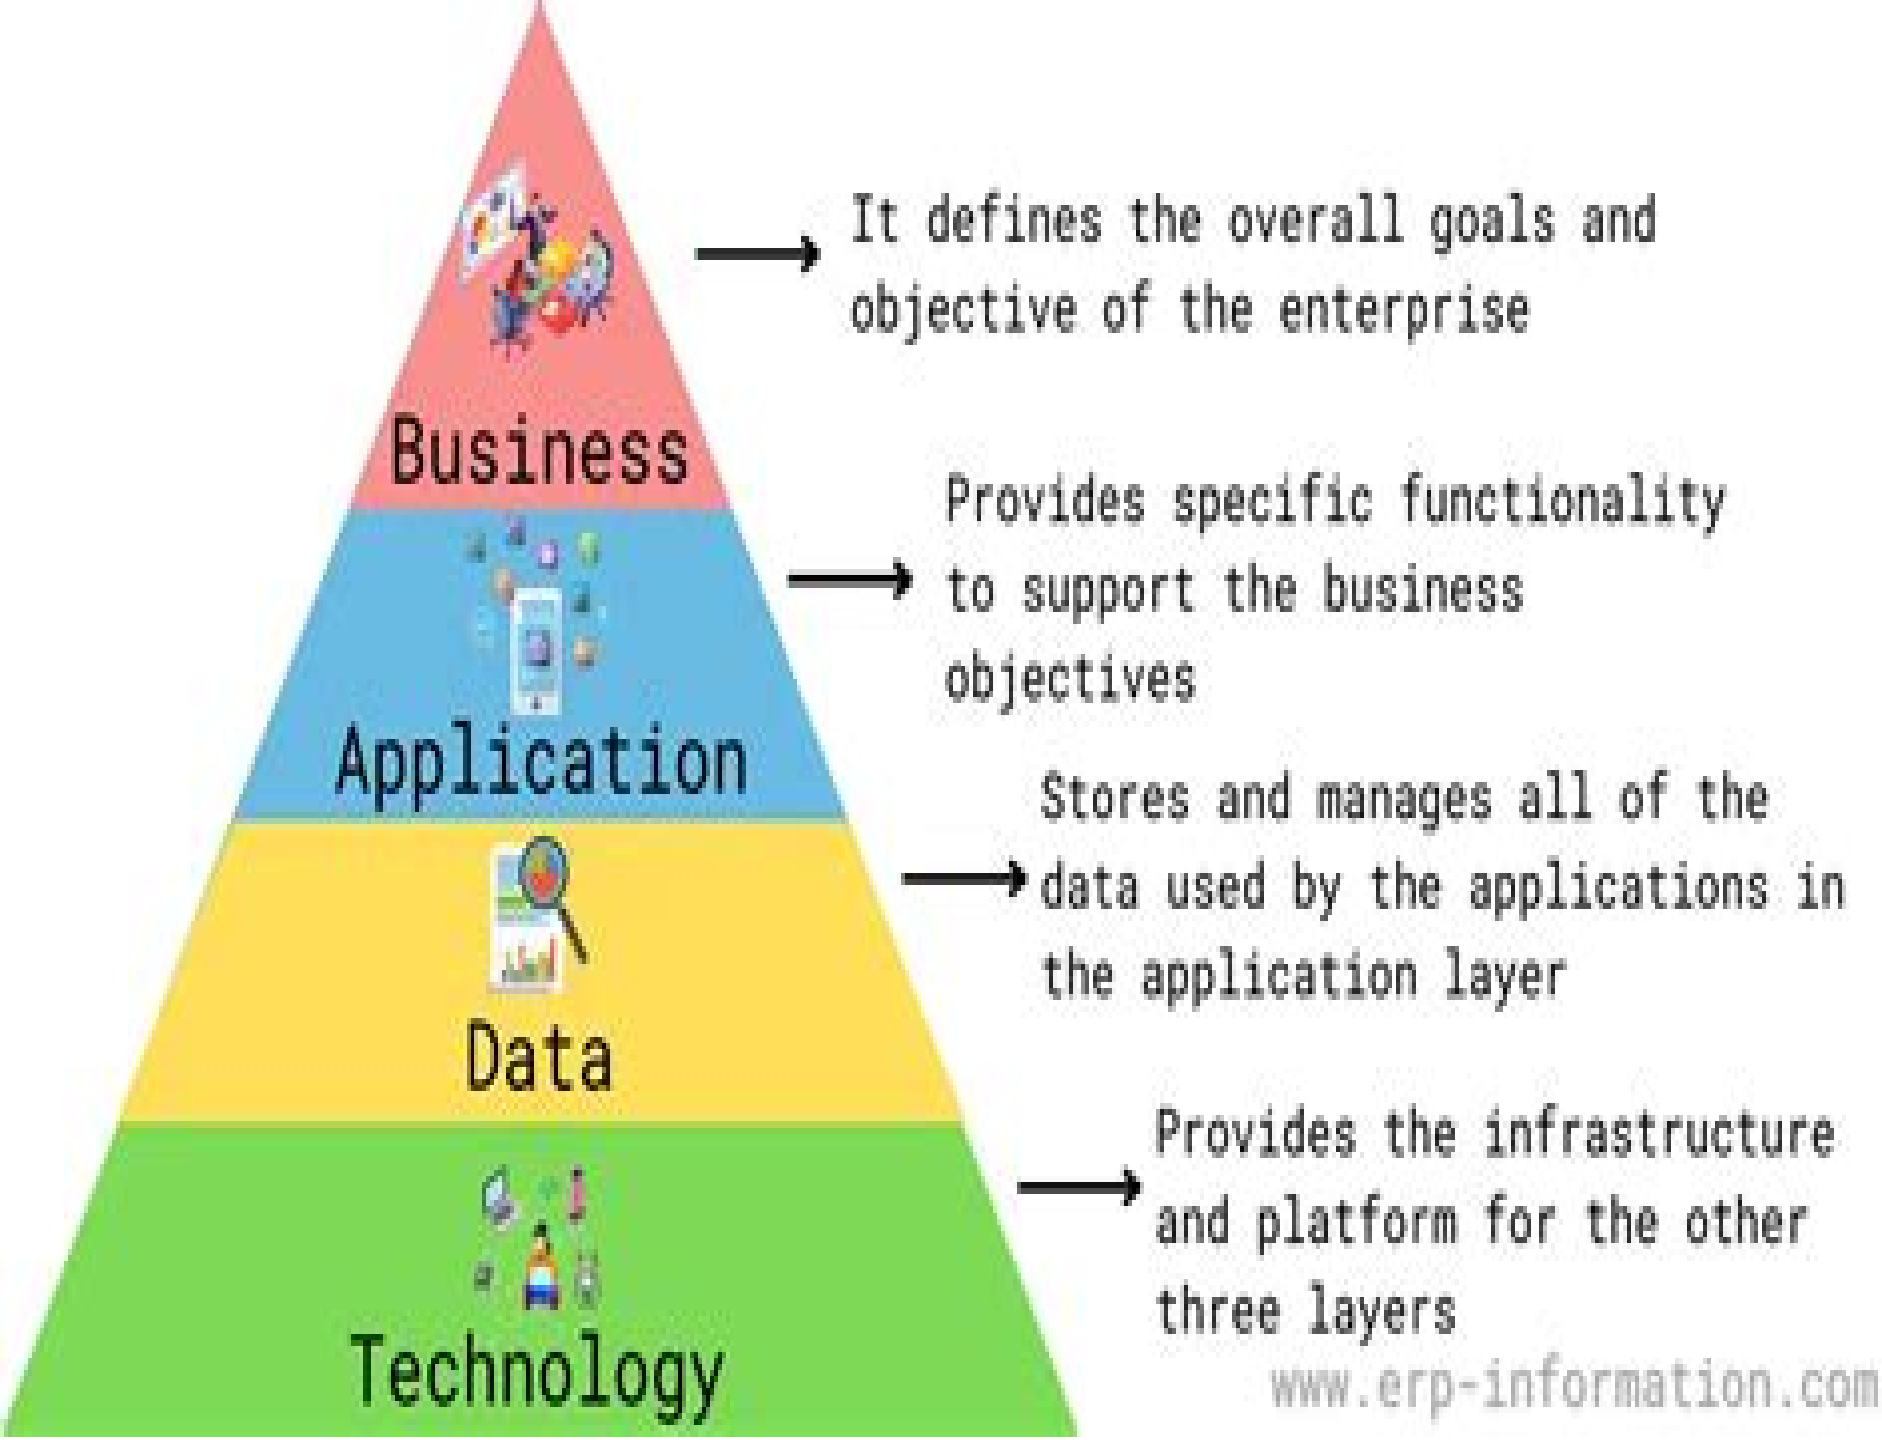 It defines the overall goals and
objective of the enterprise
Business
Provides specific functionality
to support the business
objectives
Application
Stores and manages all of the
data used by the applications in
the application layer
Data
Provides the infrastructure
and platform for the other
three layers
Technology
www.erp-information.com